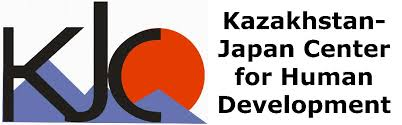 KJC
Kazakhstan-
Japan Center
for Human
Development